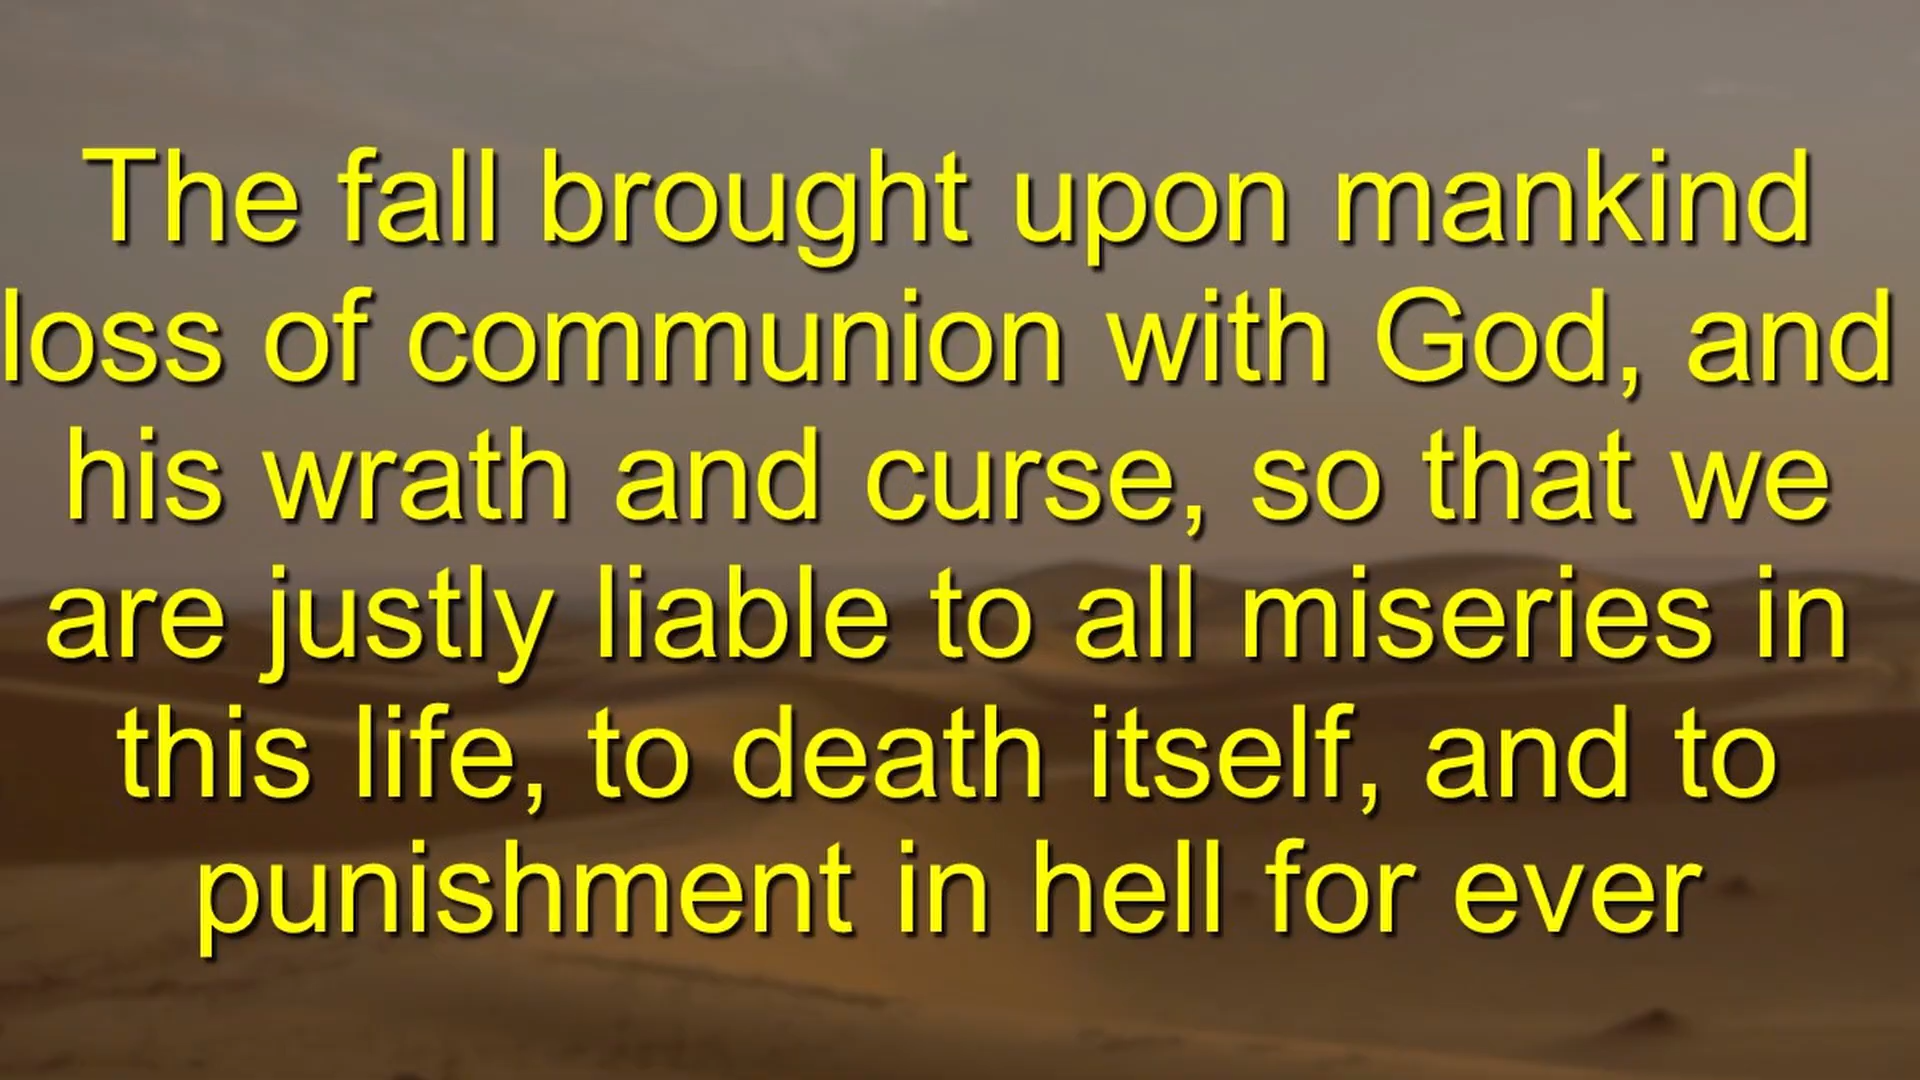 The fall brought upon mankind
loss of communion with God, and
his wrath and curse, so that we
are justly liable to all miseries in
this life, to death itself, and to
punishment in hell for ever